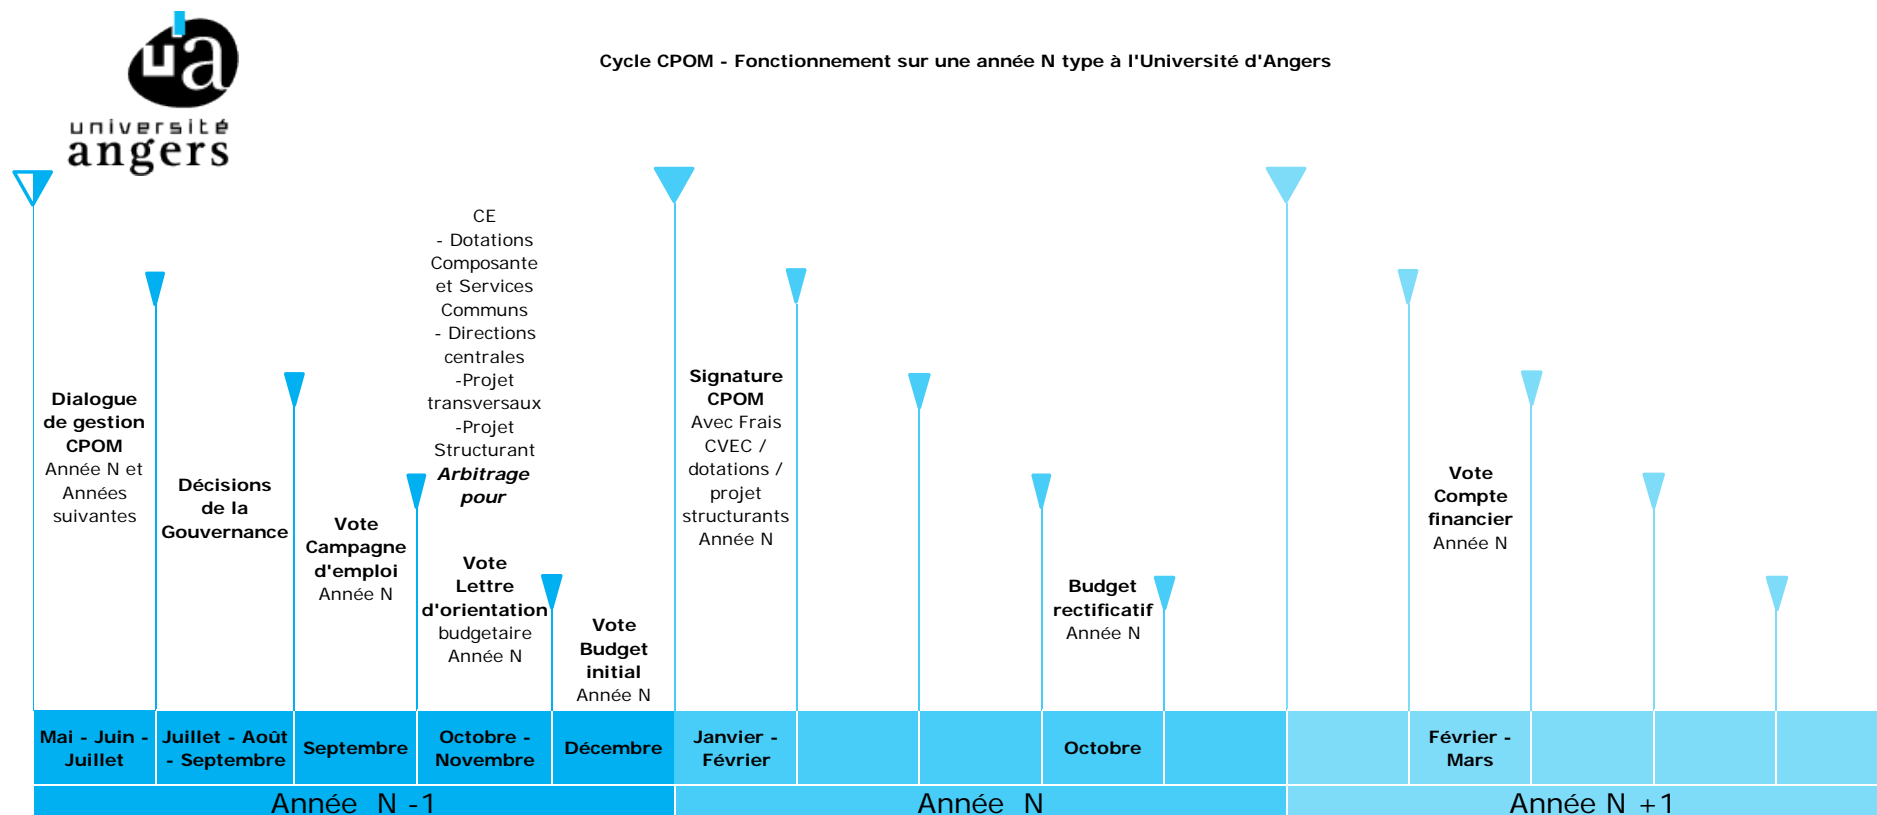 ua
université
angers
Cycle CPOM - Fonctionnement sur une année N type à l'Université d'Angers
Dialogue
de gestion
CPOM
Année N et
Années
suivantes
Décisions
de la
Gouvernance
Vote
Campagne
d'emploi
Année N
CE
- Dotations
Composante
et Services
Communs
- Directions
centrales
-Projet
transversaux
-Projet
Structurant
Arbitrage
pour
Vote
Lettre
d'orientation
budgetaire
Année N
Vote
Budget
initial
Année N
Signature
CPOM
Avec Frais
CVEC /
dotations /
projet
structurants
Année N
Budget
rectificatif
Année N
Vote
Compte
financier
Année N
Mai - Juin -
Juillet
Juillet - Août
- Septembre
Septembre
Octobre -
Novembre
Décembre
Janvier -
Février
Octobre
Février -
Mars
Année N -1
Année N
Année N +1